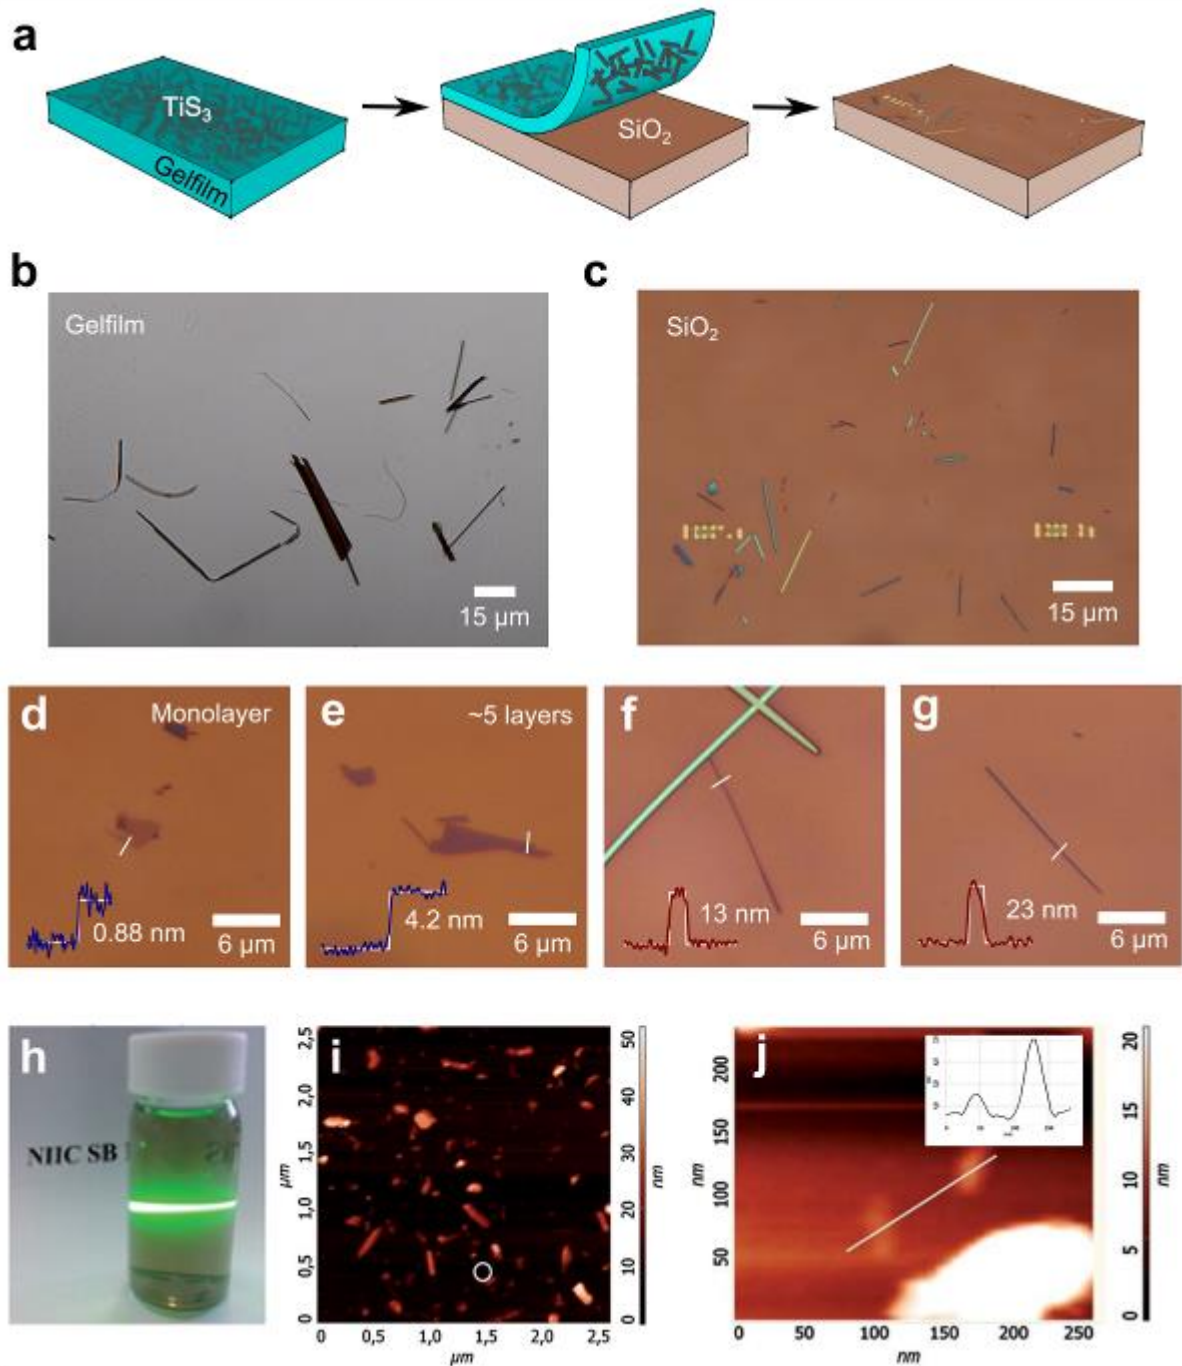 a
TiS3
Gelfilm
SiO2
b
Gelfilm
15 µm
c
SiO2
15 µm
d
Monolayer
0.88 nm
6 µm
e
~5 layers
4.2 nm
6 µm
f
13 nm
6 µm
g
23 nm
6 µm
h
NIIC SB
i
2,5
2,0
1,5
1,0
0,5
0
µm
0 0,5 1,0 1,5 2,0 2,5
µm
50
40
30
20
10
0
nm
j
200
150
100
50
nm
0 50 100 150 200 250
nm
20
15
10
5
0
nm